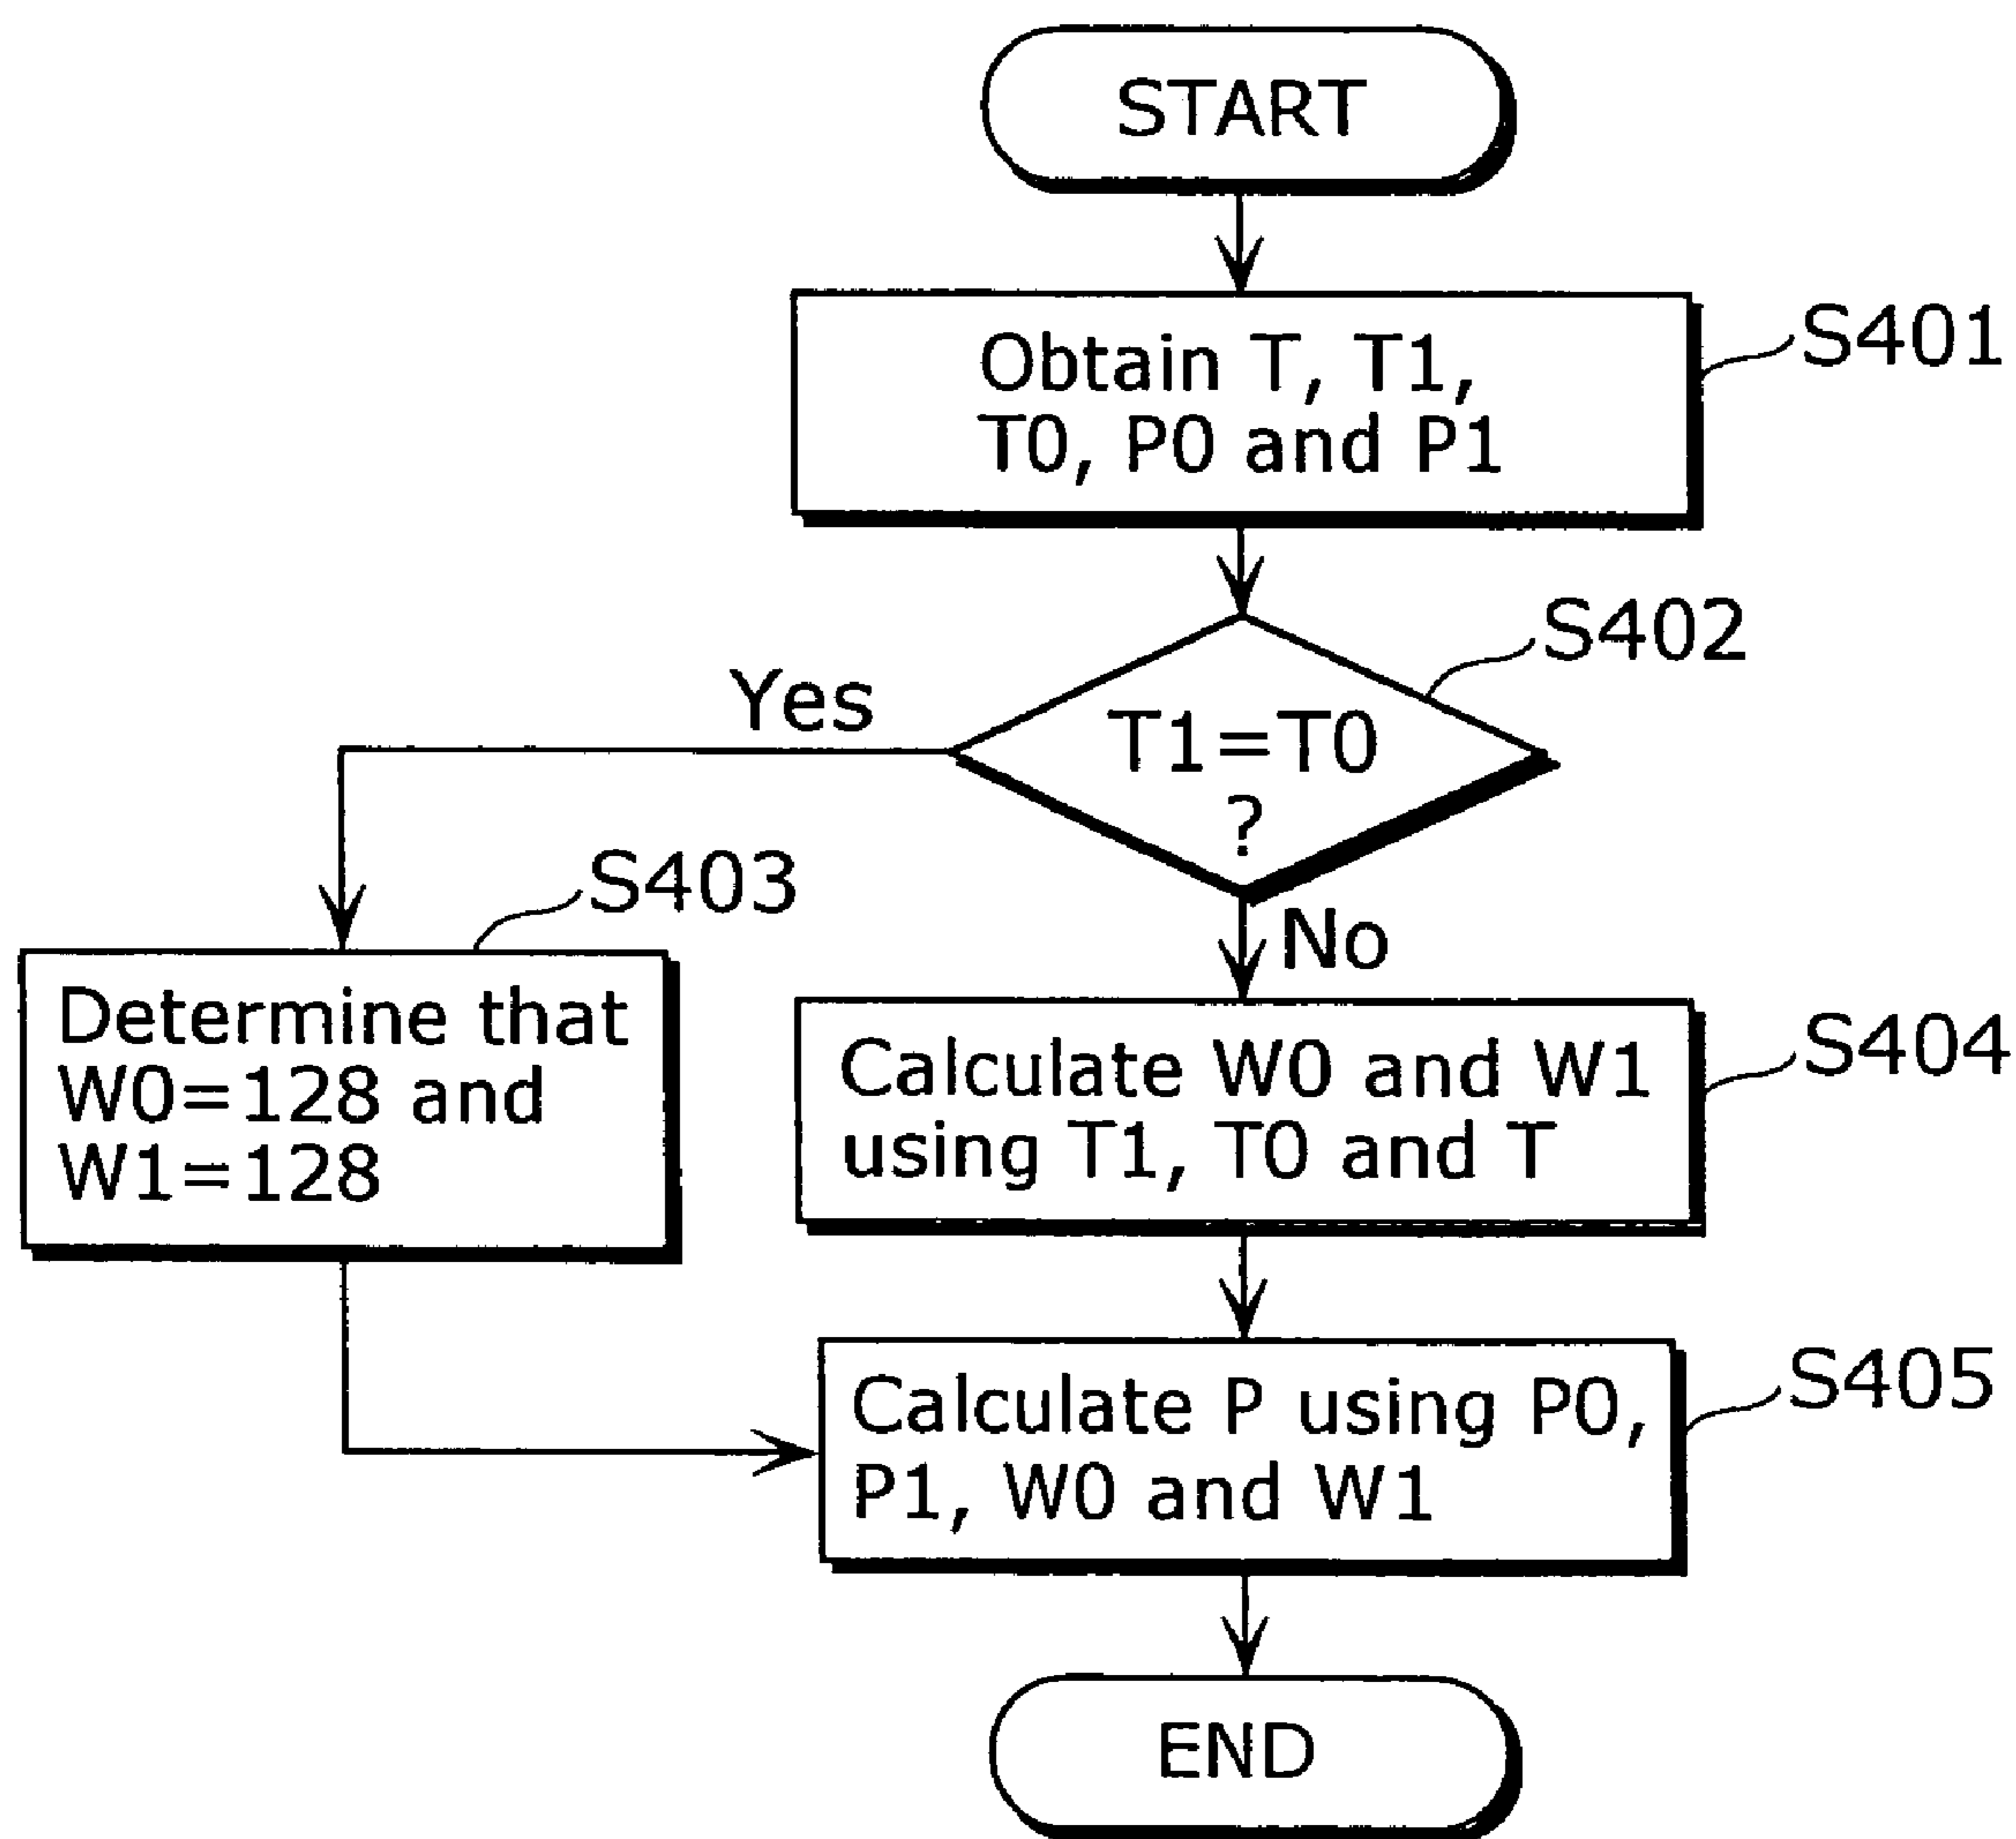 START
S401
Obtain T, T1,
T0, P0 and P1
S402
Yes
T1=T0
?
S403
No
Determine that
W0=128 and
W1=128
S404
Calculate W0 and W1
using T1, T0 and T
S405
Calculate P using P0,
P1, W0 and W1
END